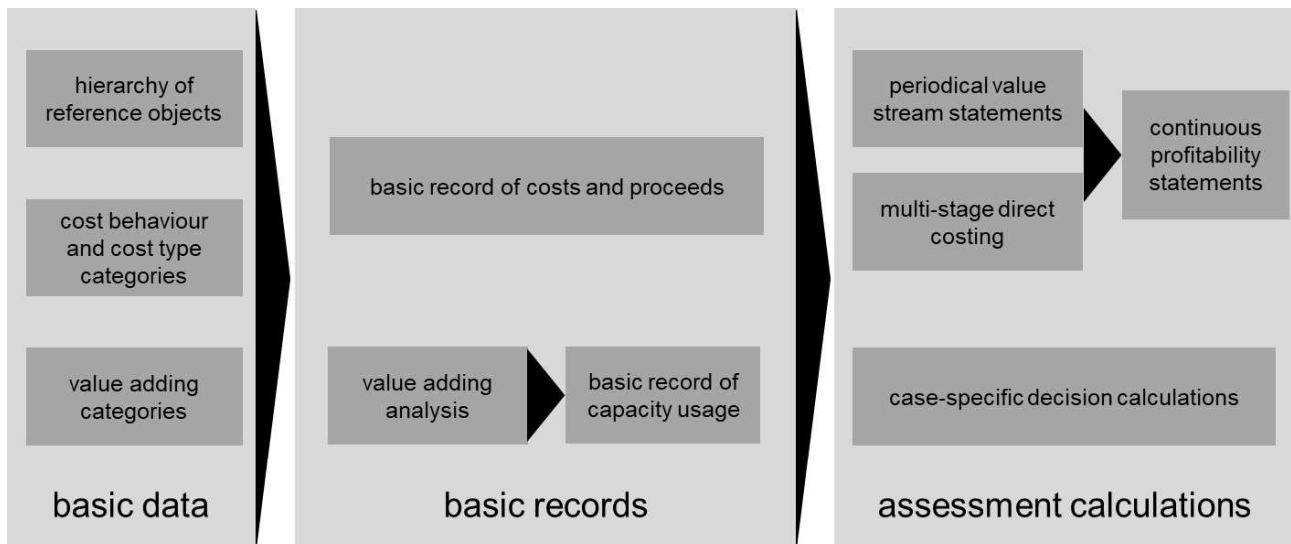 hierarchy of
reference objects
cost behaviour
and cost type
categories
value adding
categories
basic data
basic record of costs and proceeds
value adding
analysis
basic record of
capacity usage
basic records
periodical value
stream statements
multi-stage direct
costing
continuous
profitability
statements
case-specific decision calculations
assessment calculations